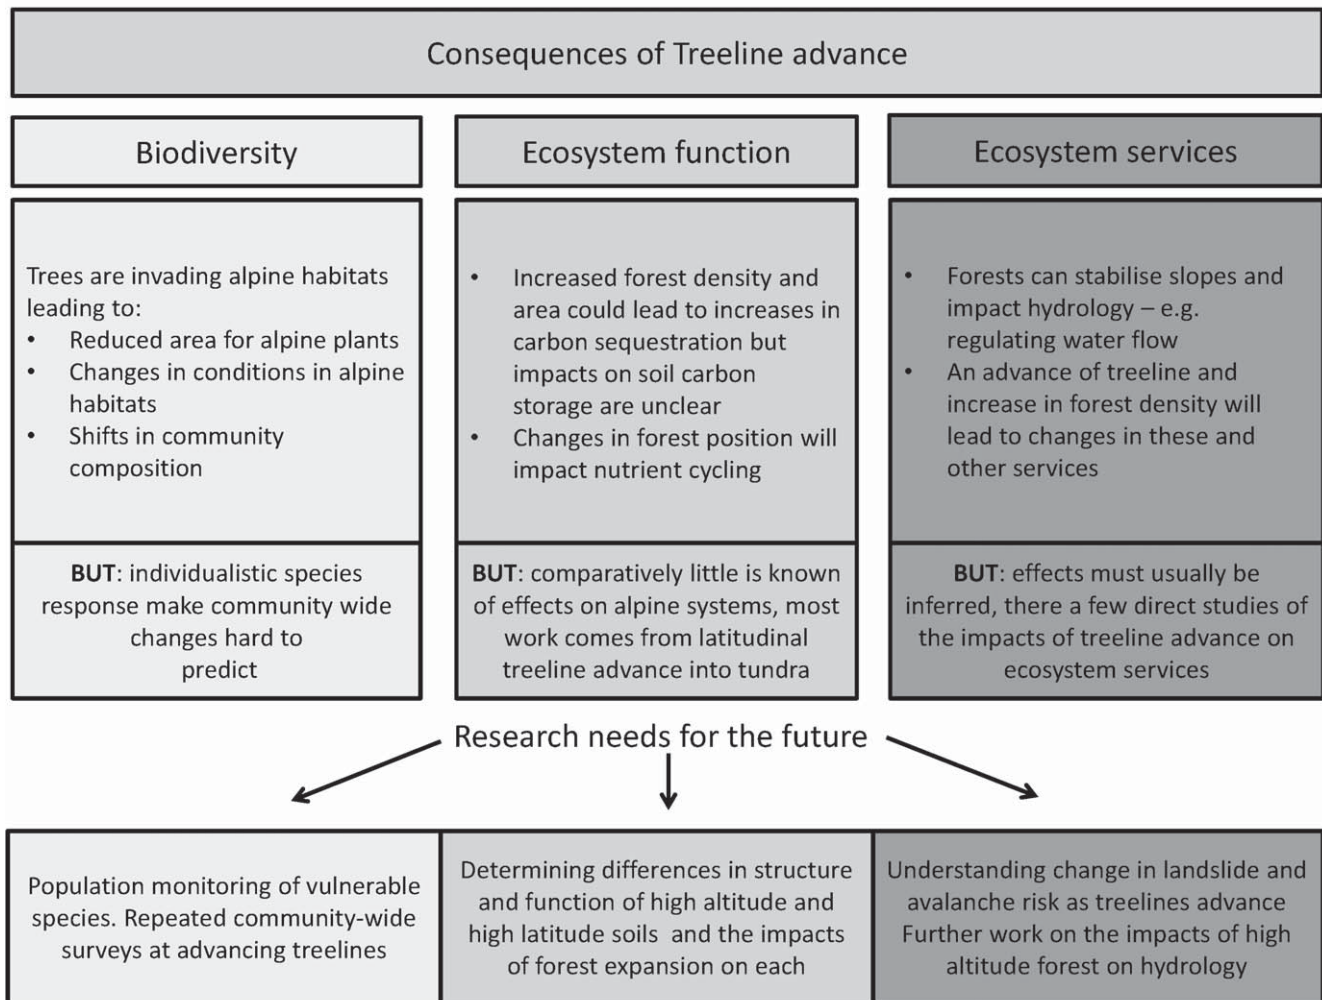 Consequences of Treeline advance
Biodiversity
Trees are invading alpine habitats
leading to:
• Reduced area for alpine plants
• Changes in conditions in alpine
habitats
• Shifts in community
composition
BUT: individualistic species
response make community wide
changes hard to
predict
Ecosystem function
• Increased forest density and
area could lead to increases in
carbon sequestration but
impacts on soil carbon
storage are unclear
• Changes in forest position will
impact nutrient cycling
BUT: comparatively little is known
of effects on alpine systems, most
work comes from latitudinal
treeline advance into tundra
Ecosystem services
• Forests can stabilise slopes and
impact hydrology – e.g.
regulating water flow
• An advance of treeline and
increase in forest density will
lead to changes in these and
other services
BUT: effects must usually be
inferred, there a few direct studies of
the impacts of treeline advance on
ecosystem services
Research needs for the future
Population monitoring of vulnerable
species. Repeated community-wide
surveys at advancing treelines
Determining differences in structure
and function of high altitude and
high latitude soils and the impacts
of forest expansion on each
Understanding change in landslide and
avalanche risk as treelines advance
Further work on the impacts of high
altitude forest on hydrology